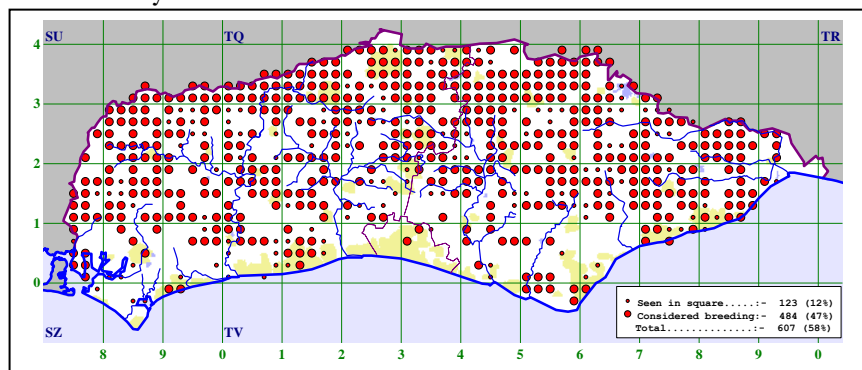 SU TQ TR
4
3
2
1
0
Seen in square.....:- 123 (12%)
Considered breeding:- 484 (47%)
Total..............:- 607 (58%)
SZ TV
8 9 0 1 2 3 4 5 6 7 8 9 0